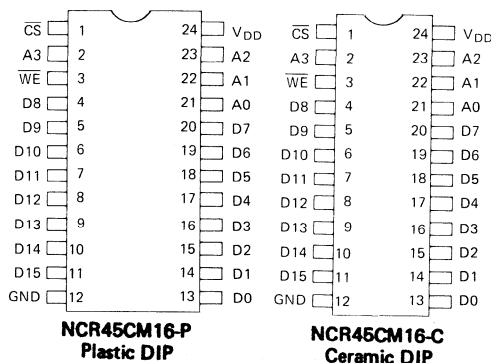 C̅S̅ 1 24 VDD
A3 2 23 A2
W̅E̅ 3 22 A1
D8 4 21 A0
D9 5 20 D7
D10 6 19 D6
D11 7 18 D5
D12 8 17 D4
D13 9 16 D3
D14 10 15 D2
D15 11 14 D1
GND 12 13 D0
NCR45CM16-P
Plastic DIP
C̅S̅ 1 24 VDD
A3 2 23 A2
W̅E̅ 3 22 A1
D8 4 21 A0
D9 5 20 D7
D10 6 19 D6
D11 7 18 D5
D12 8 17 D4
D13 9 16 D3
D14 10 15 D2
D15 11 14 D1
GND 12 13 D0
NCR45CM16-C
Ceramic DIP